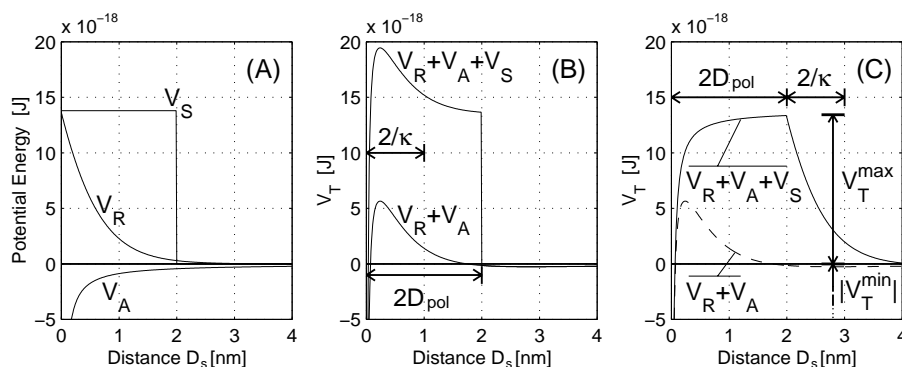 x 10⁻¹⁸
(A)
20
15
10
5
0
−5
Potential Energy [J]
V_S
V_R
V_A
0 1 2 3 4
Distance D_s [nm]
x 10⁻¹⁸
(B)
20
15
10
5
0
−5
V_T [J]
V_R+V_A+V_S
2/κ
V_R+V_A
2D_pol
0 1 2 3 4
Distance D_s [nm]
x 10⁻¹⁸
(C)
20
15
10
5
0
−5
V_T [J]
2D_pol
2/κ
V_R+V_A+V_S
V_T^max
V_R+V_A
|V_T^min|
0 1 2 3 4
Distance D_s [nm]